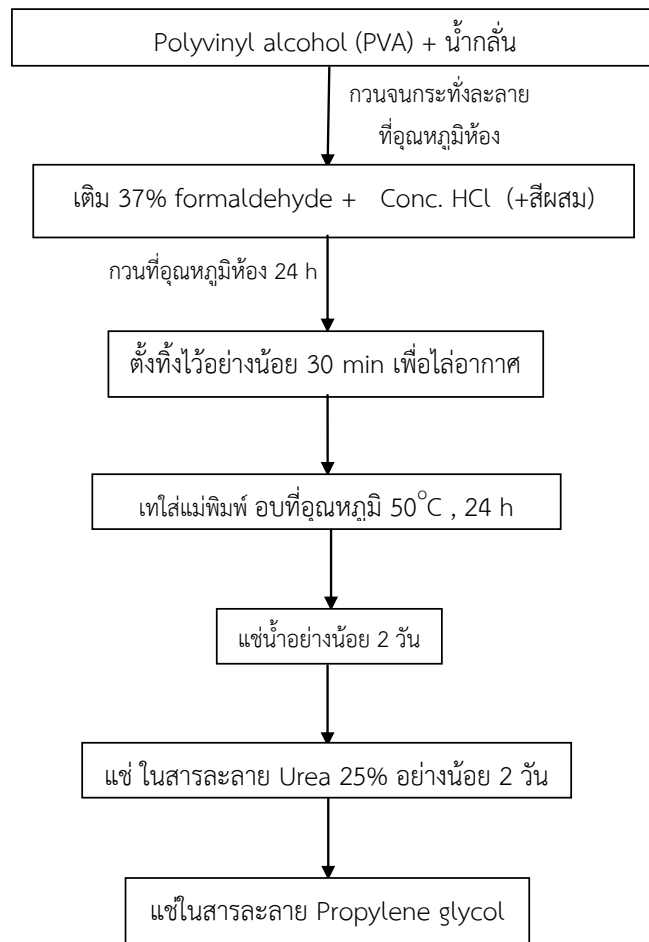 Polyvinyl alcohol (PVA) + น้ำกลั่น
กวนจนกระทั่งละลาย
ที่อุณหภูมิห้อง
เติม 37% formaldehyde + Conc. HCl (+สีผสม)
กวนที่อุณหภูมิห้อง 24 h
ตั้งทิ้งไว้อย่างน้อย 30 min เพื่อไล่อากาศ
เทใส่แม่พิมพ์ อบที่อุณหภูมิ 50°C , 24 h
แช่น้ำอย่างน้อย 2 วัน
แช่ ในสารละลาย Urea 25% อย่างน้อย 2 วัน
แช่ในสารละลาย Propylene glycol